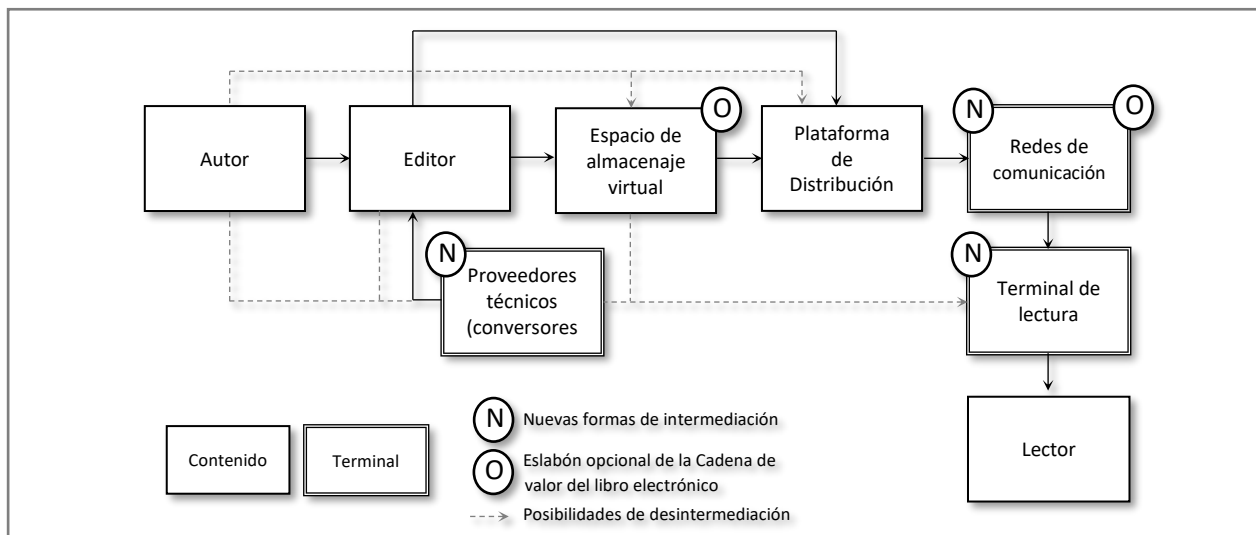 Autor
Editor
Espacio de
almacenaje
virtual
O
Plataforma
de
Distribución
N
O
Redes de
comunicación
N
Proveedores
técnicos
(conversores
N
Terminal de
lectura
Lector
Contenido
Terminal
N
Nuevas formas de intermediación
O
Eslabón opcional de la Cadena de
valor del libro electrónico
Posibilidades de desintermediación